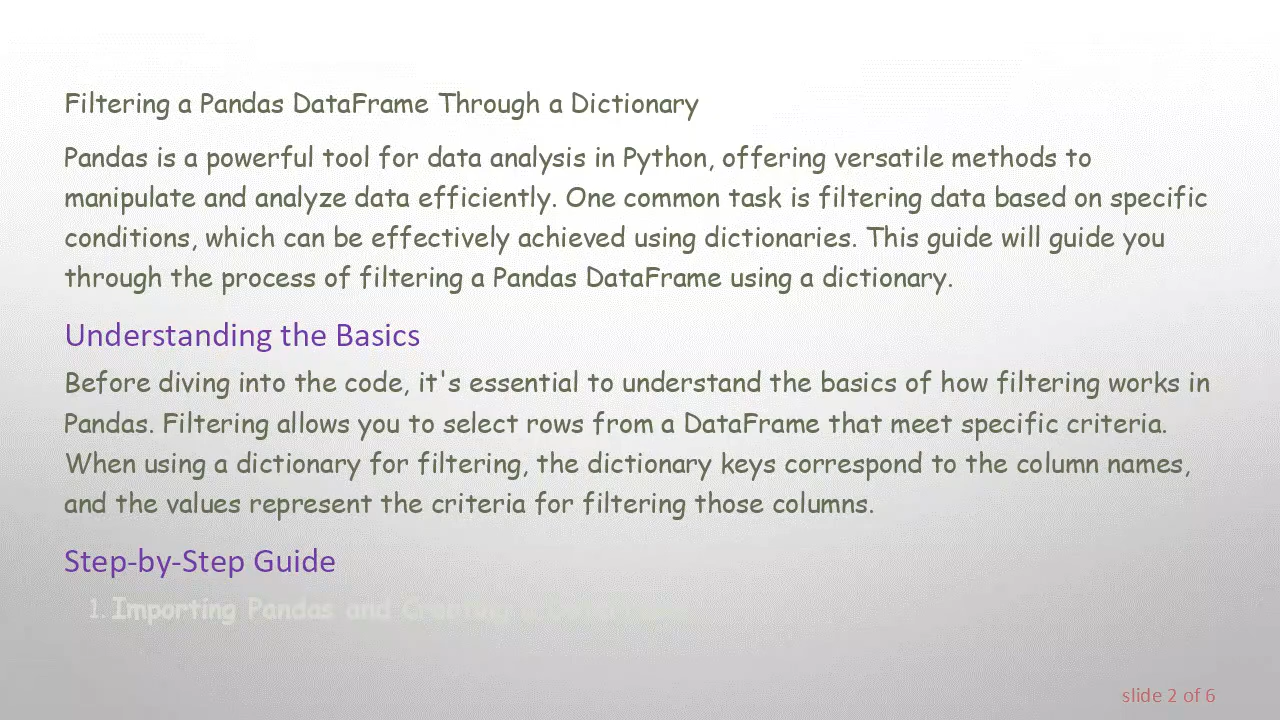 Filtering a Pandas DataFrame Through a Dictionary
Pandas is a powerful tool for data analysis in Python, offering versatile methods to
manipulate and analyze data efficiently. One common task is filtering data based on specific
conditions, which can be effectively achieved using dictionaries. This guide will guide you
through the process of filtering a Pandas DataFrame using a dictionary.
Understanding the Basics
Before diving into the code, it's essential to understand the basics of how filtering works in
Pandas. Filtering allows you to select rows from a DataFrame that meet specific criteria.
When using a dictionary for filtering, the dictionary keys correspond to the column names,
and the values represent the criteria for filtering those columns.
Step-by-Step Guide
1. Importing Pandas and Creating
slide 2 of 6